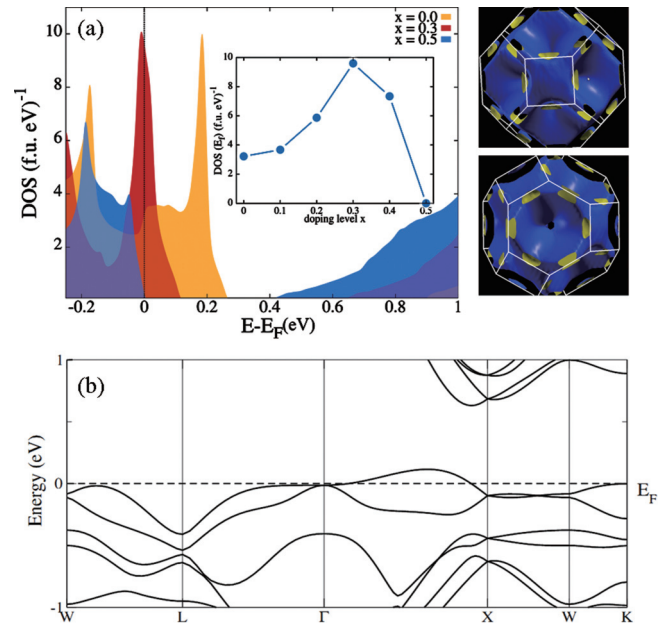 (a)
x = 0.0
x = 0.3
x = 0.5
DOS (f.u. eV)⁻¹
10
8
6
4
2
-0.2
0
0.2
0.4
0.6
0.8
1
E-E_F(eV)
DOS (E_f) (f.u. eV)⁻¹
10
8
6
4
2
0
0
0.1
0.2
0.3
0.4
0.5
doping level x
(b)
Energy (eV)
1
0
-1
E_F
W
L
Γ
X
W
K